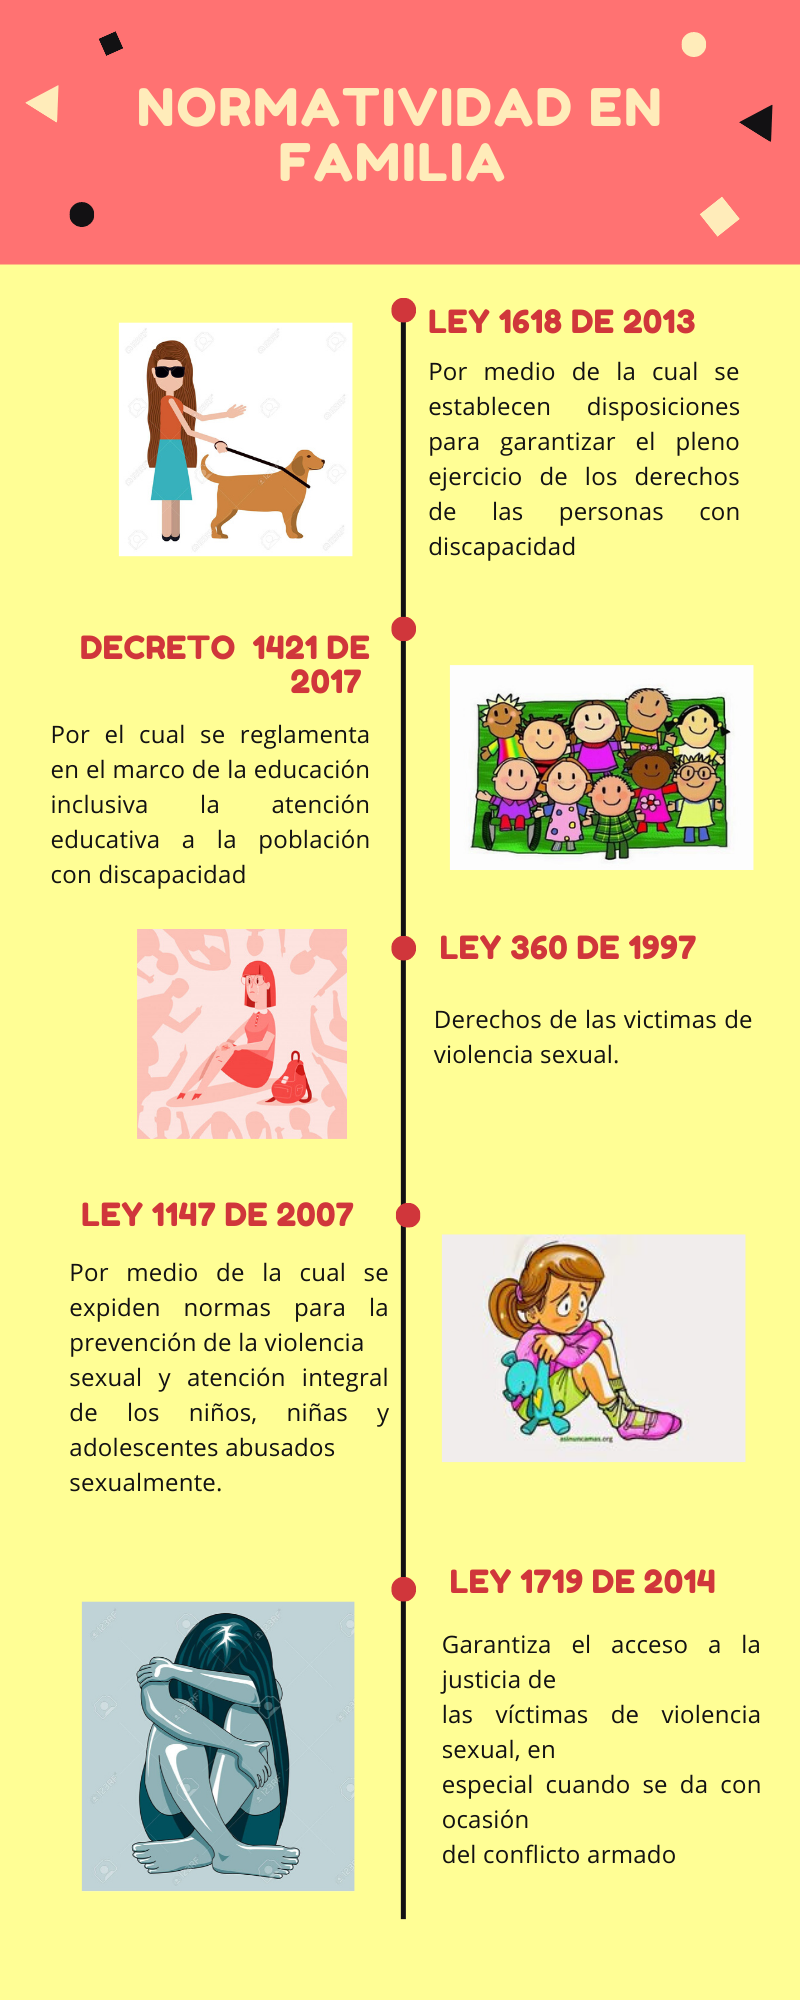 NORMATIVIDAD EN
FAMILIA
LEY 1618 DE 2013
Por medio de la cual se
establecen disposiciones
para garantizar el pleno
ejercicio de los derechos
de las personas con
discapacidad
DECRETO 1421 DE
2017
Por el cual se reglamenta
en el marco de la educación
inclusiva la atención
educativa a la población
con discapacidad
LEY 360 DE 1997
Derechos de las victimas de
violencia sexual.
LEY 1147 DE 2007
Por medio de la cual se
expiden normas para la
prevención de la violencia
sexual y atención integral
de los niños, niñas y
adolescentes abusados
sexualmente.
asinuncamas.org
LEY 1719 DE 2014
Garantiza el acceso a la
justicia de
las víctimas de violencia
sexual, en
especial cuando se da con
ocasión
del conflicto armado